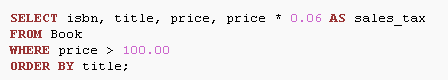 SELECT isbn, title, price, price * 0.06 AS sales_tax
FROM Book
WHERE price > 100.00
ORDER BY title;